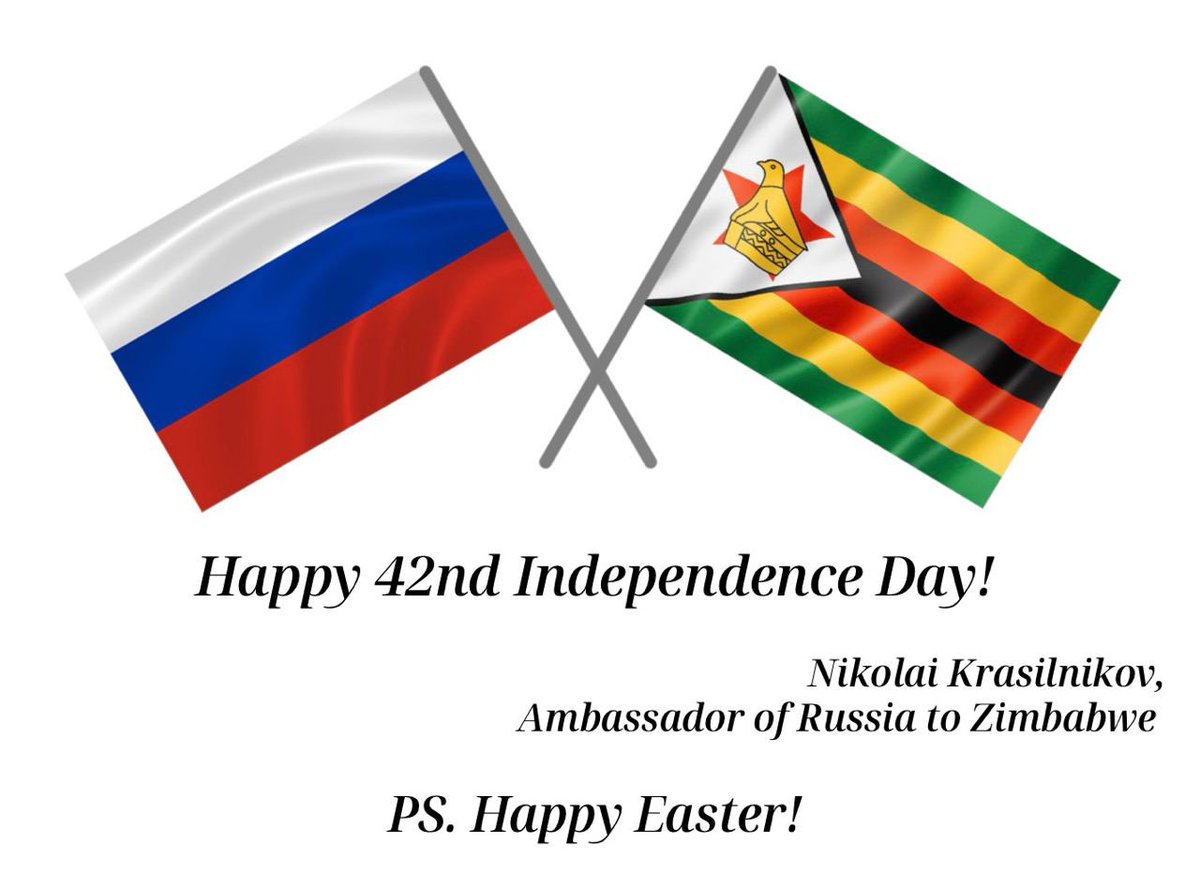 Happy 42nd Independence Day!
Nikolai Krasilnikov,
Ambassador of Russia to Zimbabwe
PS. Happy Easter!